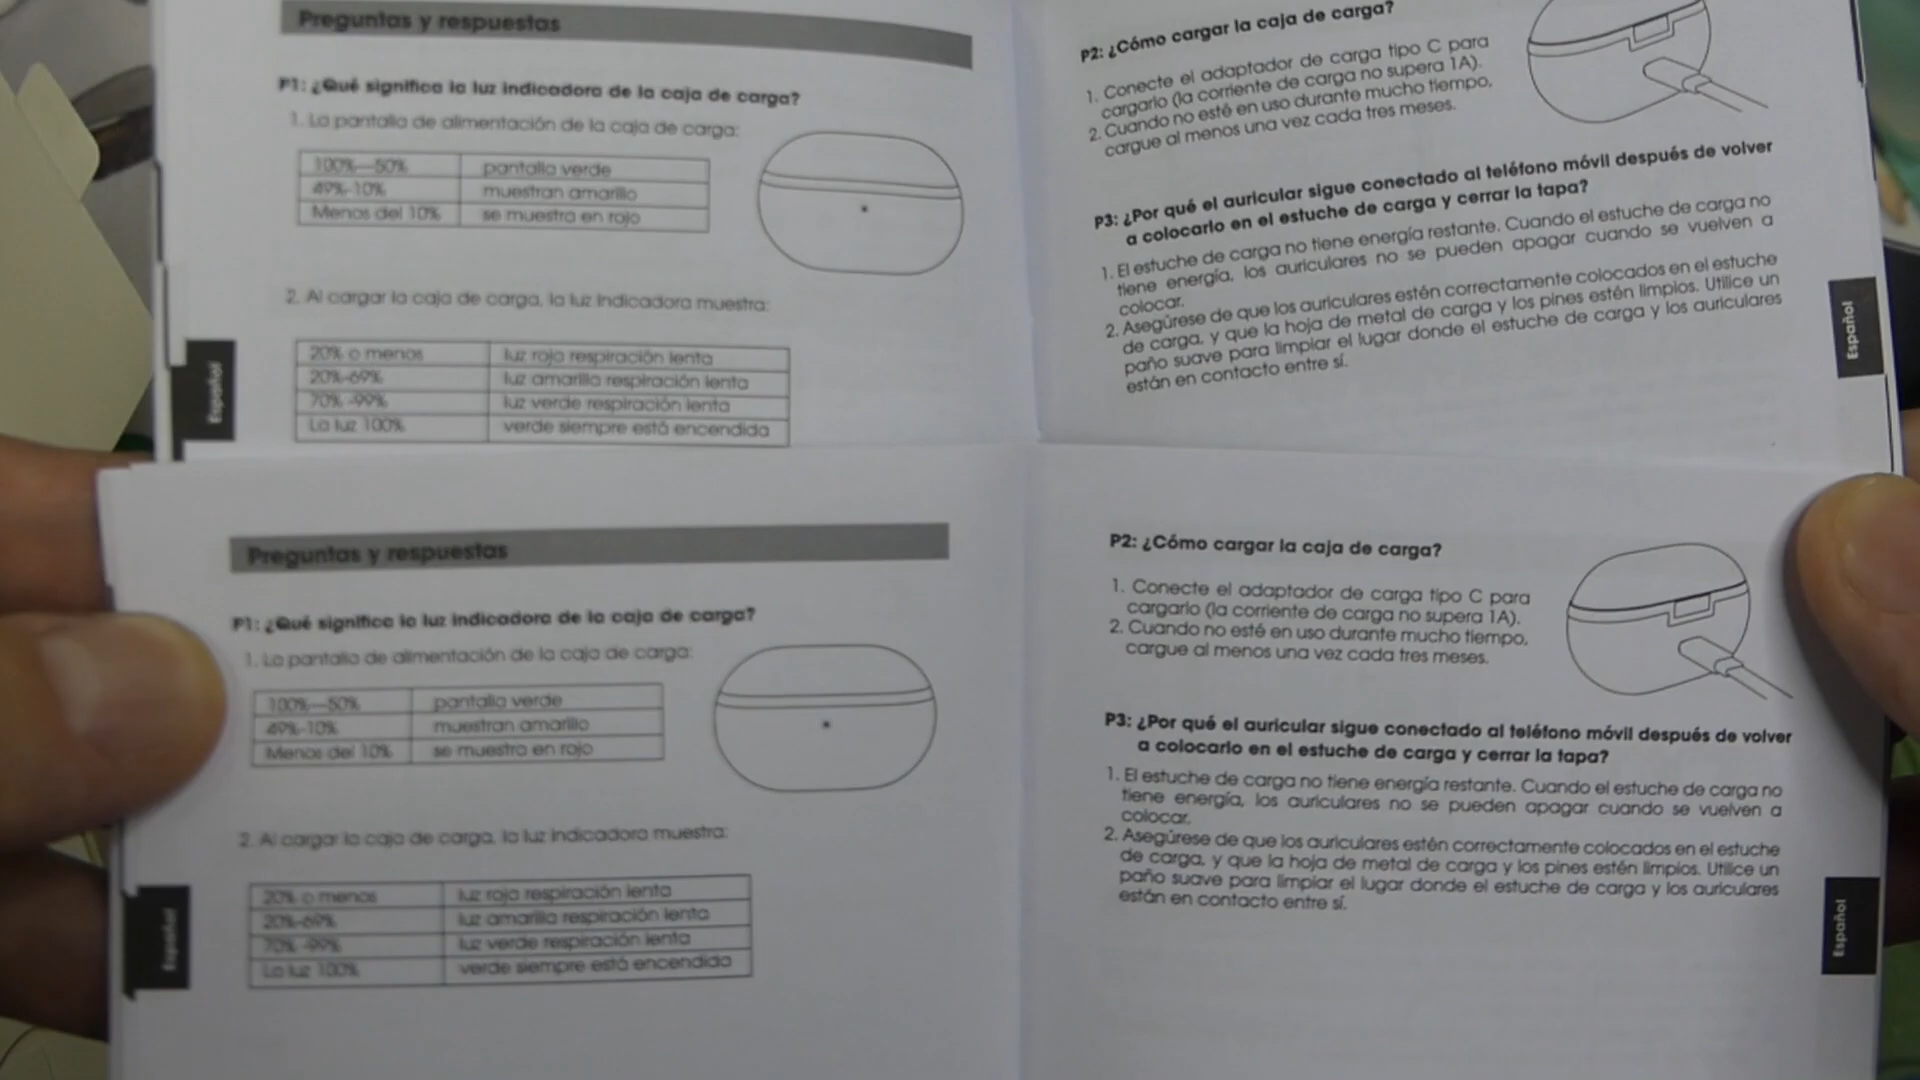 Preguntas y respuestas
P1: ¿Qué significa la luz indicadora de la caja de carga?
1. La pantalla de alimentación de la caja de carga:
100%—50% pantalla verde
49%-10% muestran amarillo
Menos del 10% se muestra en rojo
2. Al cargar la caja de carga, la luz indicadora muestra:
20% o menos luz roja respiración lenta
20%-69% luz amarilla respiración lenta
70% -99% luz verde respiración lenta
La luz 100% verde siempre está encendida
Español
P2: ¿Cómo cargar la caja de carga?
1. Conecte el adaptador de carga tipo C para
cargarlo (la corriente de carga no supera 1A).
2. Cuando no esté en uso durante mucho tiempo,
cargue al menos una vez cada tres meses.
P3: ¿Por qué el auricular sigue conectado al teléfono móvil después de volver
a colocarlo en el estuche de carga y cerrar la tapa?
1. El estuche de carga no tiene energía restante. Cuando el estuche de carga no
tiene energía, los auriculares no se pueden apagar cuando se vuelven a
colocar.
2. Asegúrese de que los auriculares estén correctamente colocados en el estuche
de carga, y que la hoja de metal de carga y los pines estén limpios. Utilice un
paño suave para limpiar el lugar donde el estuche de carga y los auriculares
están en contacto entre sí.
Español
Preguntas y respuestas
P1: ¿Qué significa la luz indicadora de la caja de carga?
1. La pantalla de alimentación de la caja de carga:
100%—50% pantalla verde
49%-10% muestran amarillo
Menos del 10% se muestra en rojo
2. Al cargar la caja de carga, la luz indicadora muestra:
20% o menos luz roja respiración lenta
20%-69% luz amarilla respiración lenta
70% -99% luz verde respiración lenta
La luz 100% verde siempre está encendida
Español
P2: ¿Cómo cargar la caja de carga?
1. Conecte el adaptador de carga tipo C para
cargarlo (la corriente de carga no supera 1A).
2. Cuando no esté en uso durante mucho tiempo,
cargue al menos una vez cada tres meses.
P3: ¿Por qué el auricular sigue conectado al teléfono móvil después de volver
a colocarlo en el estuche de carga y cerrar la tapa?
1. El estuche de carga no tiene energía restante. Cuando el estuche de carga no
tiene energía, los auriculares no se pueden apagar cuando se vuelven a
colocar.
2. Asegúrese de que los auriculares estén correctamente colocados en el estuche
de carga, y que la hoja de metal de carga y los pines estén limpios. Utilice un
paño suave para limpiar el lugar donde el estuche de carga y los auriculares
están en contacto entre sí.
Español